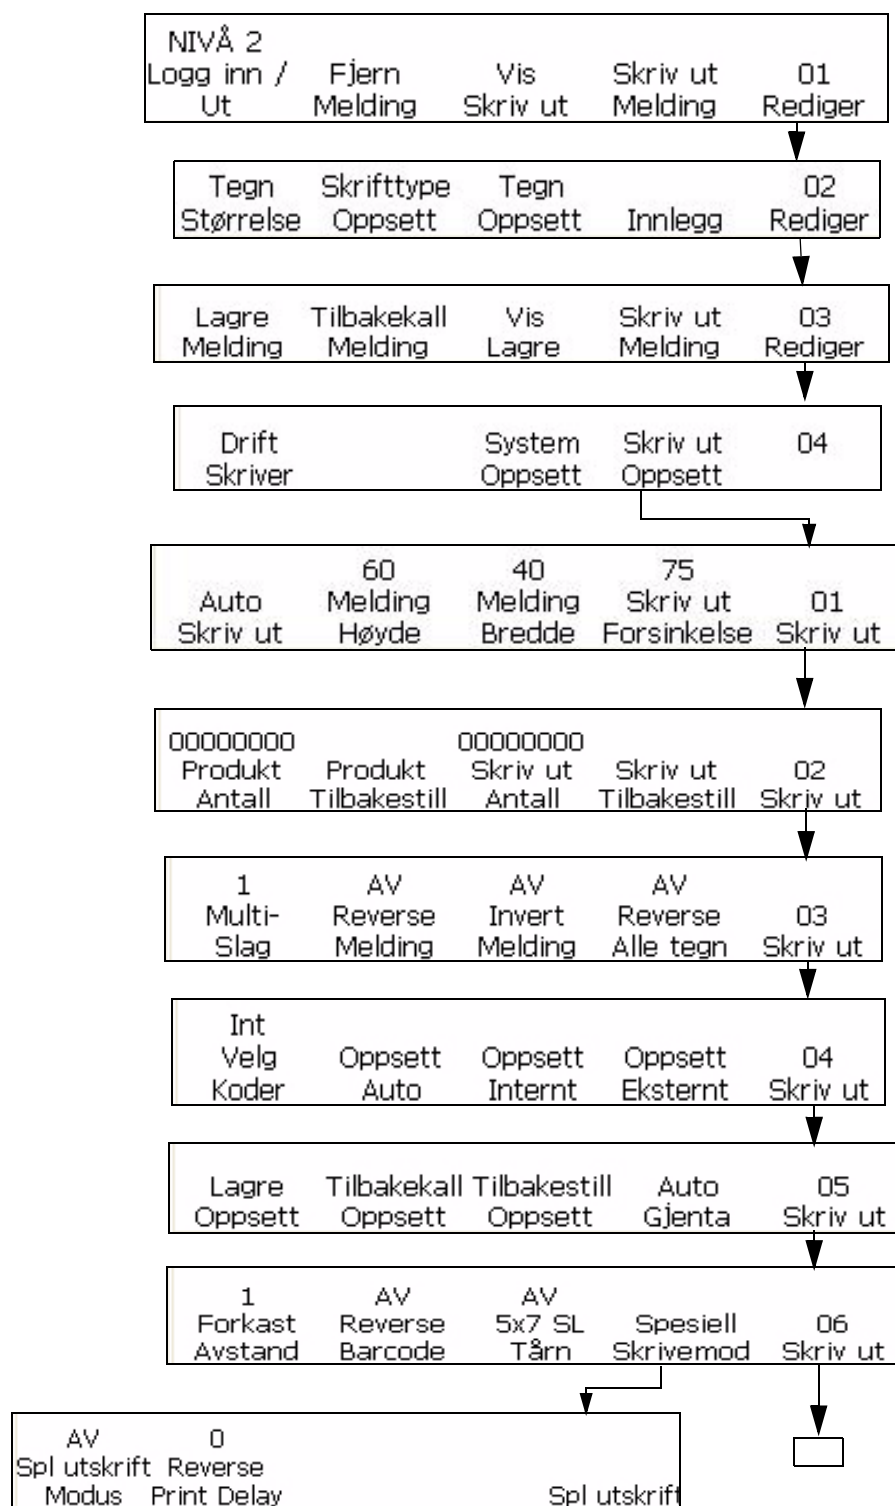 NIVÅ 2
Logg inn / Fjern Vis Skriv ut 01
Ut Melding Skriv ut Melding Rediger
Tegn Skrifttype Tegn 02
Størrelse Oppsett Oppsett Innlegg Rediger
Lagre Tilbakekall Vis Skriv ut 03
Melding Melding Lagre Melding Rediger
Drift System Skriv ut 04
Skriver Oppsett Oppsett
60 40 75
Auto Melding Melding Skriv ut 01
Skriv ut Høyde Bredde Forsinkelse Skriv ut
00000000 00000000
Produkt Produkt Skriv ut Skriv ut 02
Antall Tilbakestill Antall Tilbakestill Skriv ut
1 AV AV AV
Multi- Reverse Invert Reverse 03
Slag Melding Melding Alle tegn Skriv ut
Int
Velg Oppsett Oppsett Oppsett 04
Koder Auto Internt Eksternt Skriv ut
Lagre Tilbakekall Tilbakestill Auto 05
Oppsett Oppsett Oppsett Gjenta Skriv ut
1 AV AV
Forkast Reverse 5x7 SL Spesiell 06
Avstand Barcode Tårn Skrivemod Skriv ut
AV 0
Spl utskrift Reverse
Modus Print Delay Spl utskrift